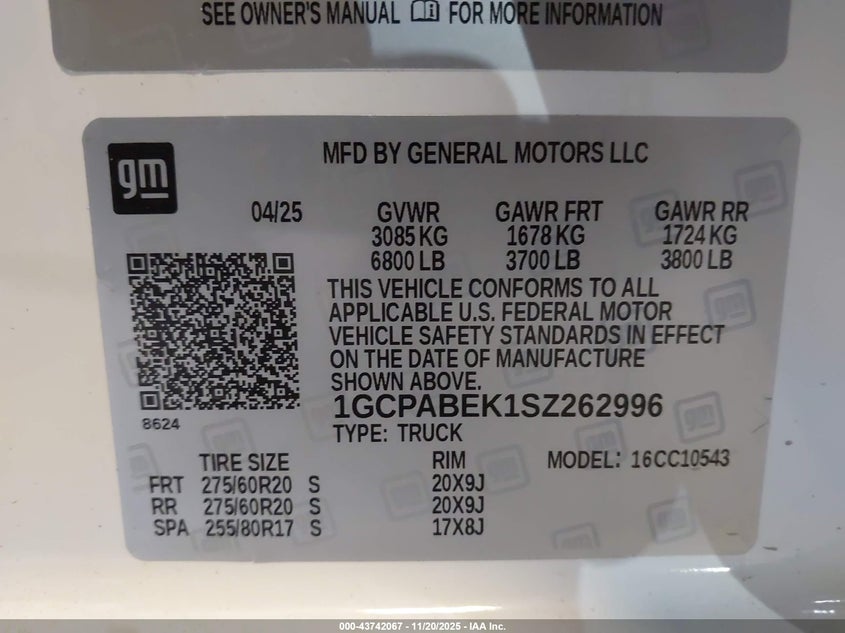 SEE OWNER'S MANUAL FOR MORE INFORMATION
gm
MFD BY GENERAL MOTORS LLC
04/25 GVWR GAWR FRT GAWR RR
3085 KG 1678 KG 1724 KG
6800 LB 3700 LB 3800 LB
THIS VEHICLE CONFORMS TO ALL
APPLICABLE U.S. FEDERAL MOTOR
VEHICLE SAFETY STANDARDS IN EFFECT
ON THE DATE OF MANUFACTURE
SHOWN ABOVE.
1GCPABEK1SZ262996
8624
TYPE: TRUCK
TIRE SIZE RIM MODEL: 16CC10543
FRT 275/60R20 S 20X9J
RR 275/60R20 S 20X9J
SPA 255/80R17 S 17X8J
000-43742067 - 11/20/2025 - IAA Inc.